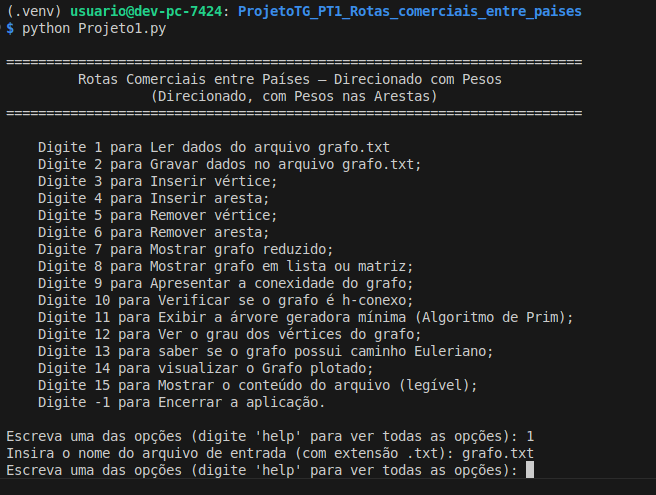 (.venv) usuario@dev-pc-7424: ProjetoTG_PT1_Rotas_comerciais_entre_paises
$ python Projeto1.py
========================================================================
Rotas Comerciais entre Países — Direcionado com Pesos
(Direcionado, com Pesos nas Arestas)
========================================================================
Digite 1 para Ler dados do arquivo grafo.txt
Digite 2 para Gravar dados no arquivo grafo.txt;
Digite 3 para Inserir vértice;
Digite 4 para Inserir aresta;
Digite 5 para Remover vértice;
Digite 6 para Remover aresta;
Digite 7 para Mostrar grafo reduzido;
Digite 8 para Mostrar grafo em lista ou matriz;
Digite 9 para Apresentar a conexidade do grafo;
Digite 10 para Verificar se o grafo é h-conexo;
Digite 11 para Exibir a árvore geradora mínima (Algoritmo de Prim);
Digite 12 para Ver o grau dos vértices do grafo;
Digite 13 para saber se o grafo possui caminho Euleriano;
Digite 14 para visualizar o Grafo plotado;
Digite 15 para Mostrar o conteúdo do arquivo (legível);
Digite -1 para Encerrar a aplicação.
Escreva uma das opções (digite 'help' para ver todas as opções): 1
Insira o nome do arquivo de entrada (com extensão .txt): grafo.txt
Escreva uma das opções (digite 'help' para ver todas as opções):